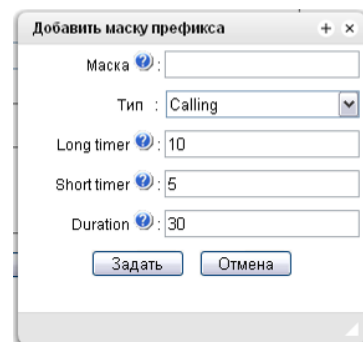 Добавить маску префикса + ×
Маска ? :
Тип : Calling
Long timer ? : 10
Short timer ? : 5
Duration ? : 30
Задать Отмена